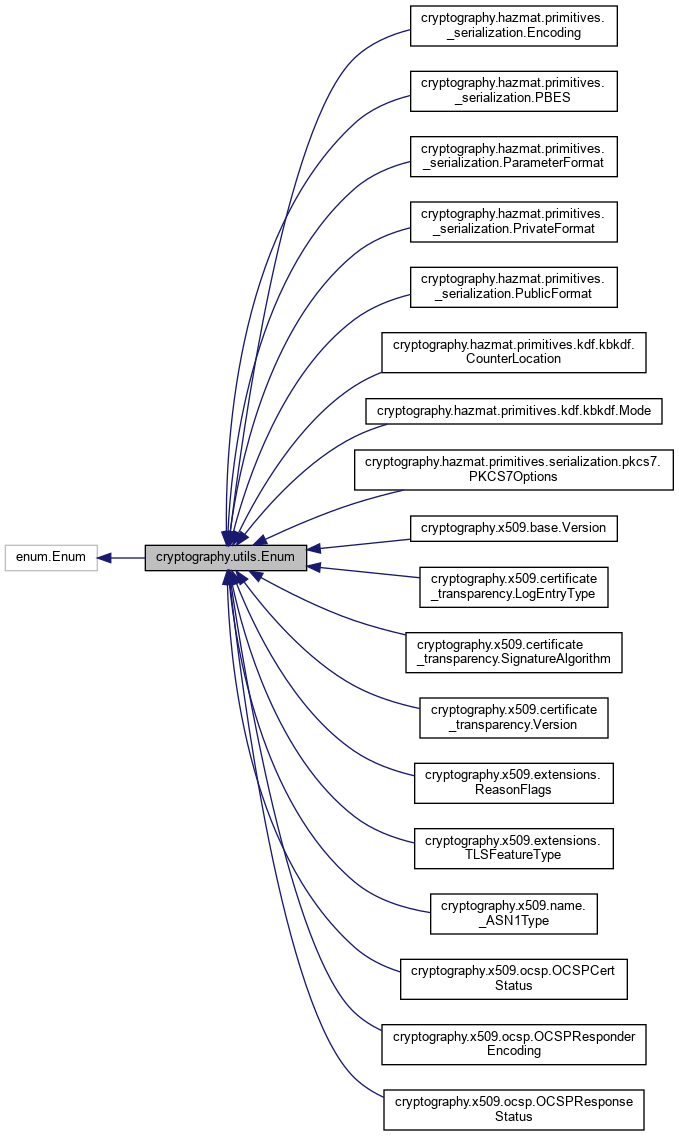 cryptography.hazmat.primitives.
_serialization.Encoding
cryptography.hazmat.primitives.
_serialization.PBES
cryptography.hazmat.primitives.
_serialization.ParameterFormat
cryptography.hazmat.primitives.
_serialization.PrivateFormat
cryptography.hazmat.primitives.
_serialization.PublicFormat
cryptography.hazmat.primitives.kdf.kbkdf.
CounterLocation
cryptography.hazmat.primitives.kdf.kbkdf.Mode
cryptography.hazmat.primitives.serialization.pkcs7.
PKCS7Options
cryptography.x509.base.Version
enum.Enum
cryptography.utils.Enum
cryptography.x509.certificate
_transparency.LogEntryType
cryptography.x509.certificate
_transparency.SignatureAlgorithm
cryptography.x509.certificate
_transparency.Version
cryptography.x509.extensions.
ReasonFlags
cryptography.x509.extensions.
TLSFeatureType
cryptography.x509.name.
_ASN1Type
cryptography.x509.ocsp.OCSPCert
Status
cryptography.x509.ocsp.OCSPResponder
Encoding
cryptography.x509.ocsp.OCSPResponse
Status